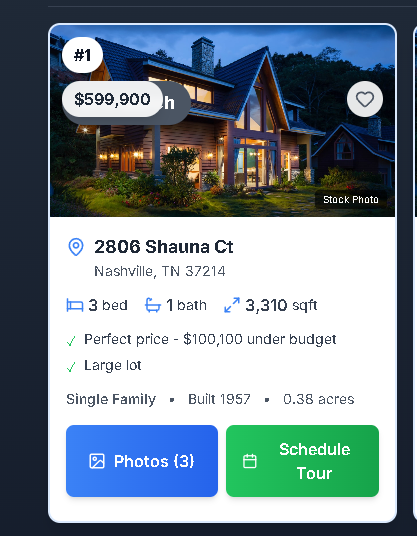 #1
$599,900
h
Stock Photo
2806 Shauna Ct
Nashville, TN 37214
3 bed 1 bath 3,310 sqft
✓ Perfect price - $100,100 under budget
✓ Large lot
Single Family • Built 1957 • 0.38 acres
Photos (3)
Schedule
Tour